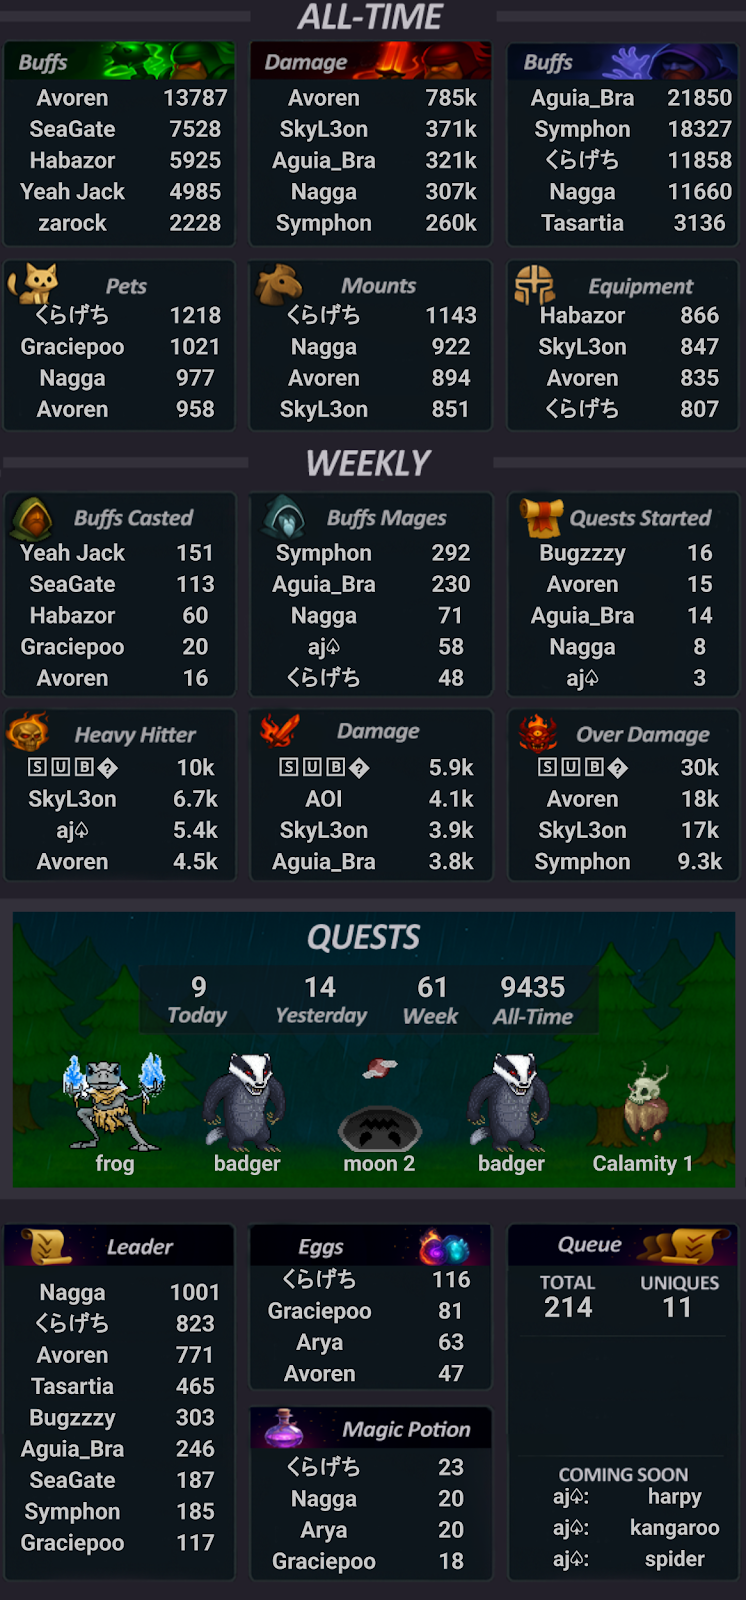 ALL-TIME
Buffs
Avoren 13787
SeaGate 7528
Habazor 5925
Yeah Jack 4985
zarock 2228
Damage
Avoren 785k
SkyL3on 371k
Aguia_Bra 321k
Nagga 307k
Symphon 260k
Buffs
Aguia_Bra 21850
Symphon 18327
くらげち 11858
Nagga 11660
Tasartia 3136
Pets
くらげち 1218
Graciepoo 1021
Nagga 977
Avoren 958
Mounts
くらげち 1143
Nagga 922
Avoren 894
SkyL3on 851
Equipment
Habazor 866
SkyL3on 847
Avoren 835
くらげち 807
WEEKLY
Buffs Casted
Yeah Jack 151
SeaGate 113
Habazor 60
Graciepoo 20
Avoren 16
Buffs Mages
Symphon 292
Aguia_Bra 230
Nagga 71
aj♤ 58
くらげち 48
Quests Started
Bugzzzy 16
Avoren 15
Aguia_Bra 14
Nagga 8
aj♤ 3
Heavy Hitter
🅂🅄🄱� 10k
SkyL3on 6.7k
aj♤ 5.4k
Avoren 4.5k
Damage
🅂🅄🄱� 5.9k
AOI 4.1k
SkyL3on 3.9k
Aguia_Bra 3.8k
Over Damage
🅂🅄🄱� 30k
Avoren 18k
SkyL3on 17k
Symphon 9.3k
QUESTS
9 14 61 9435
Today Yesterday Week All-Time
frog badger moon 2 badger Calamity 1
Leader
Nagga 1001
くらげち 823
Avoren 771
Tasartia 465
Bugzzzy 303
Aguia_Bra 246
SeaGate 187
Symphon 185
Graciepoo 117
Eggs
くらげち 116
Graciepoo 81
Arya 63
Avoren 47
Magic Potion
くらげち 23
Nagga 20
Arya 20
Graciepoo 18
Queue
TOTAL UNIQUES
214 11
COMING SOON
aj♤: harpy
aj♤: kangaroo
aj♤: spider